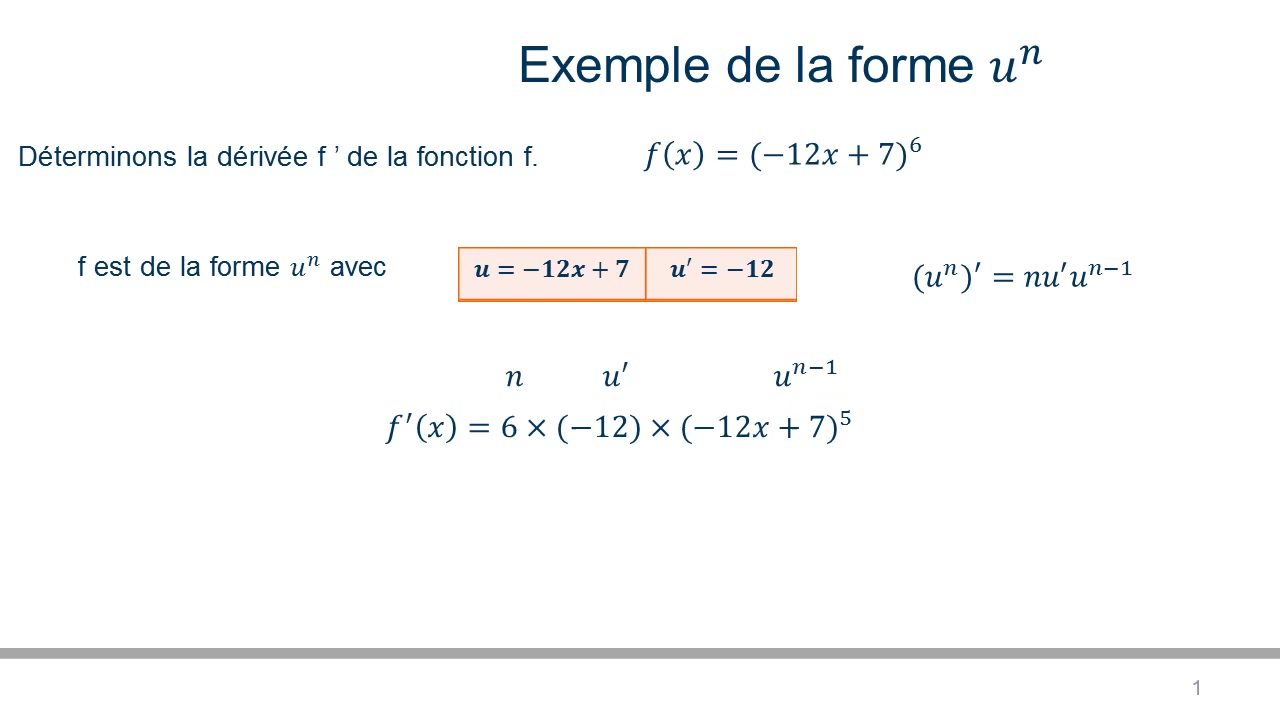 Exemple de la forme 𝑢ⁿ
Déterminons la dérivée f ’ de la fonction f. 𝑓(𝑥) = (−12𝑥 + 7)⁶
f est de la forme 𝑢ⁿ avec 𝒖 = −𝟏𝟐𝒙 + 𝟕 𝒖′ = −𝟏𝟐 (𝑢ⁿ)′ = 𝑛𝑢′𝑢ⁿ⁻¹
𝑛 𝑢′ 𝑢ⁿ⁻¹
𝑓′(𝑥) = 6 × (−12) × (−12𝑥 + 7)⁵
1